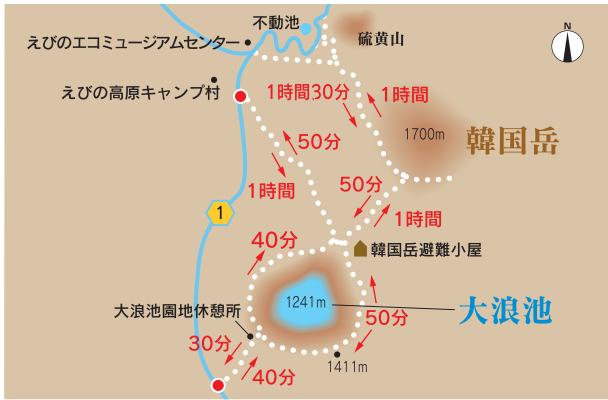 不動池
えびのエコミュージアムセンター
硫黄山
N
えびの高原キャンプ村
1時間30分
1時間
1700m
韓国岳
50分
1時間
50分
1
1時間
40分
韓国岳避難小屋
1241m
大浪池
大浪池園地休憩所
50分
30分
1411m
40分